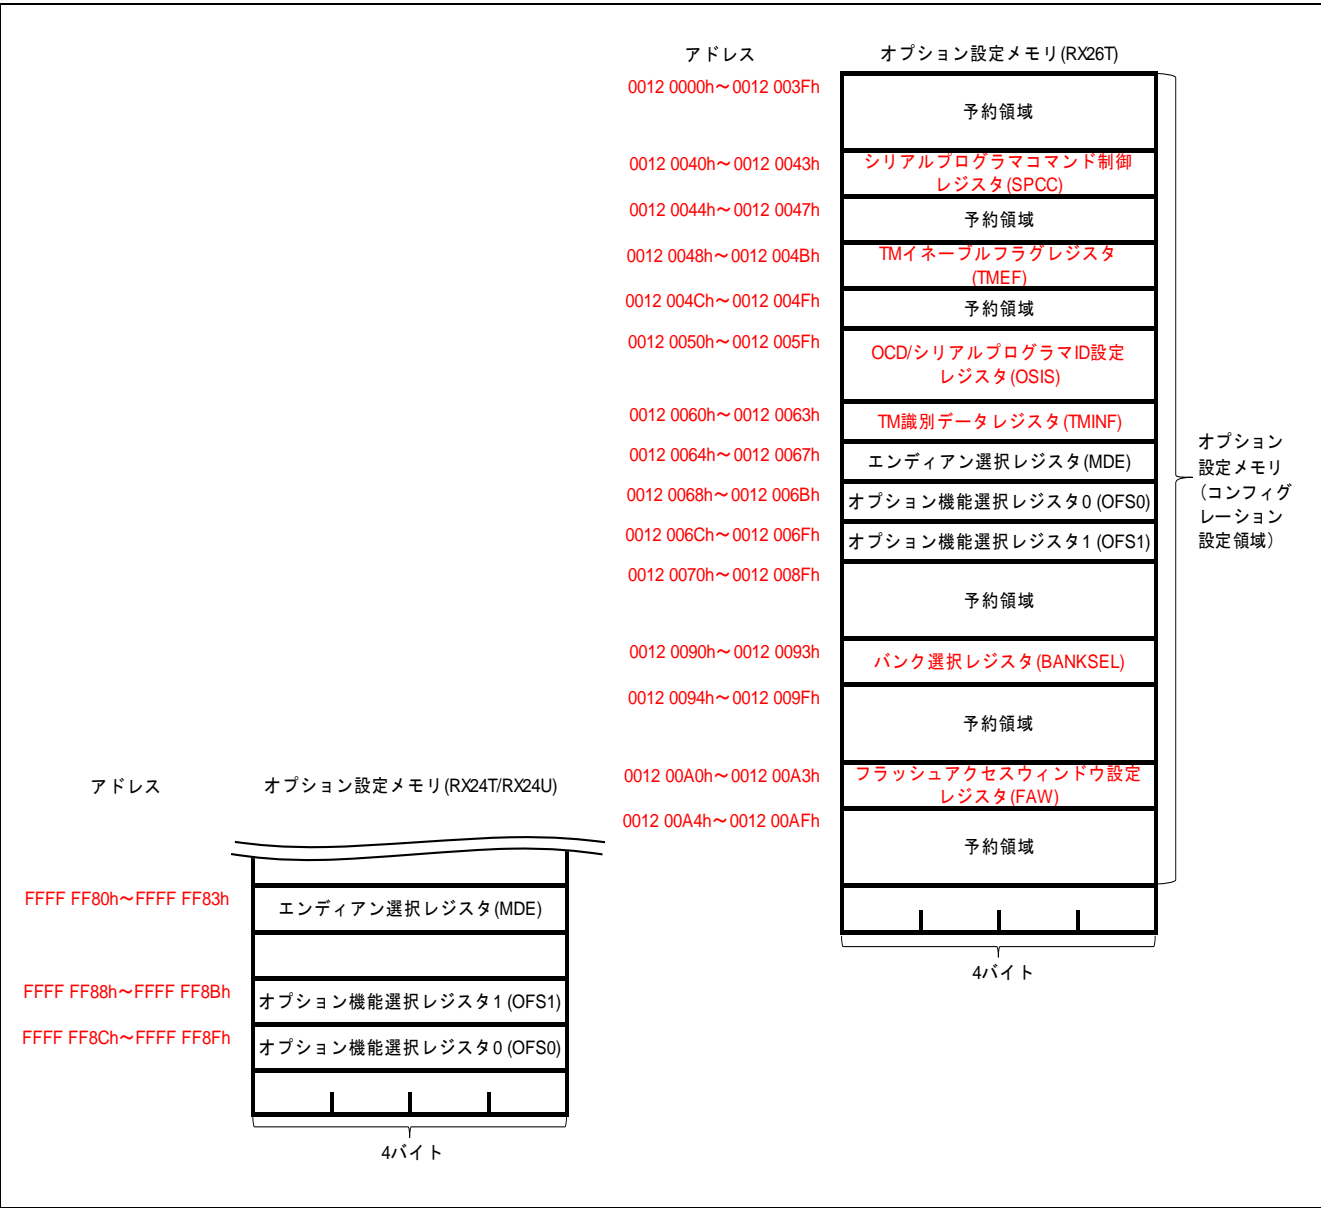 アドレス
オプション設定メモリ(RX26T)
0012 0000h～0012 003Fh
予約領域
0012 0040h～0012 0043h
シリアルプログラマコマンド制御
レジスタ(SPCC)
0012 0044h～0012 0047h
予約領域
0012 0048h～0012 004Bh
TMイネーブルフラグレジスタ
(TMEF)
0012 004Ch～0012 004Fh
予約領域
0012 0050h～0012 005Fh
OCD/シリアルプログラマID設定
レジスタ(OSIS)
0012 0060h～0012 0063h
TM識別データレジスタ(TMINF)
0012 0064h～0012 0067h
エンディアン選択レジスタ(MDE)
0012 0068h～0012 006Bh
オプション機能選択レジスタ0 (OFS0)
0012 006Ch～0012 006Fh
オプション機能選択レジスタ1 (OFS1)
0012 0070h～0012 008Fh
予約領域
0012 0090h～0012 0093h
バンク選択レジスタ(BANKSEL)
0012 0094h～0012 009Fh
予約領域
0012 00A0h～0012 00A3h
フラッシュアクセスウィンドウ設定
レジスタ(FAW)
0012 00A4h～0012 00AFh
予約領域
4バイト
オプション
設定メモリ
（コンフィグ
レーション
設定領域）
アドレス
オプション設定メモリ(RX24T/RX24U)
FFFF FF80h～FFFF FF83h
エンディアン選択レジスタ(MDE)
FFFF FF88h～FFFF FF8Bh
オプション機能選択レジスタ1 (OFS1)
FFFF FF8Ch～FFFF FF8Fh
オプション機能選択レジスタ0 (OFS0)
4バイト